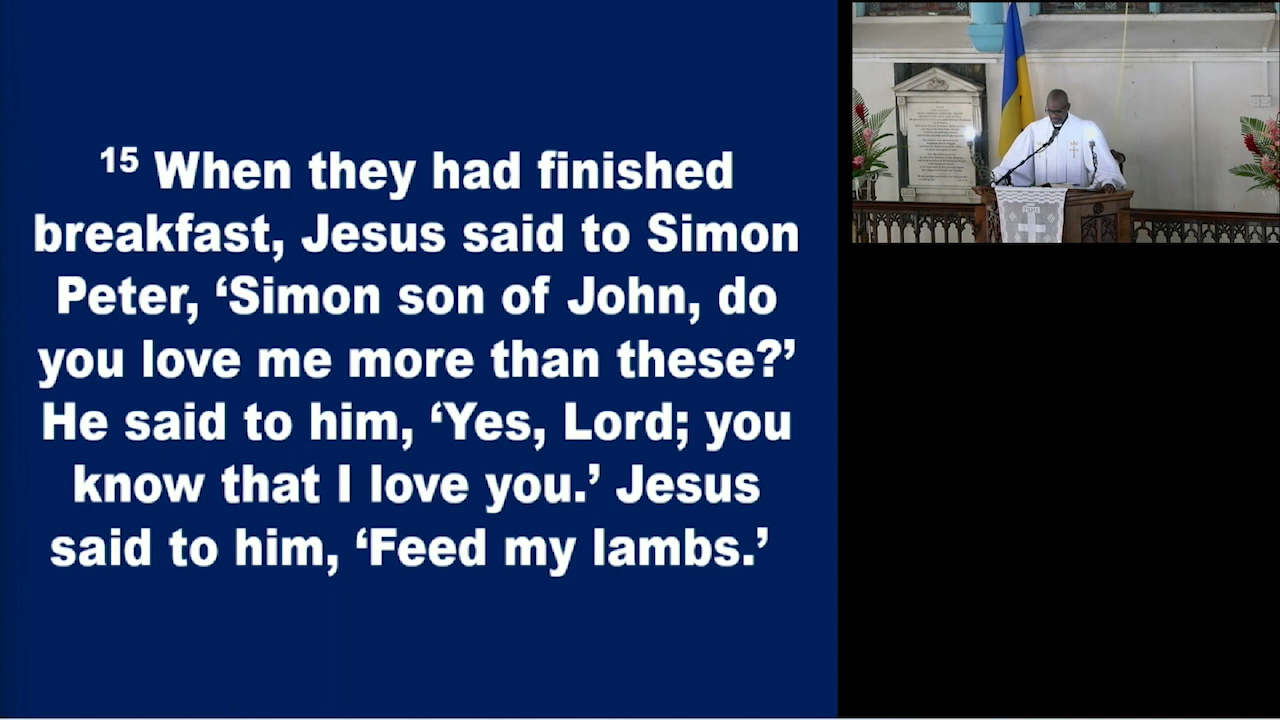 15 When they had finished
breakfast, Jesus said to Simon
Peter, ‘Simon son of John, do
you love me more than these?’
He said to him, ‘Yes, Lord; you
know that I love you.’ Jesus
said to him, ‘Feed my lambs.’